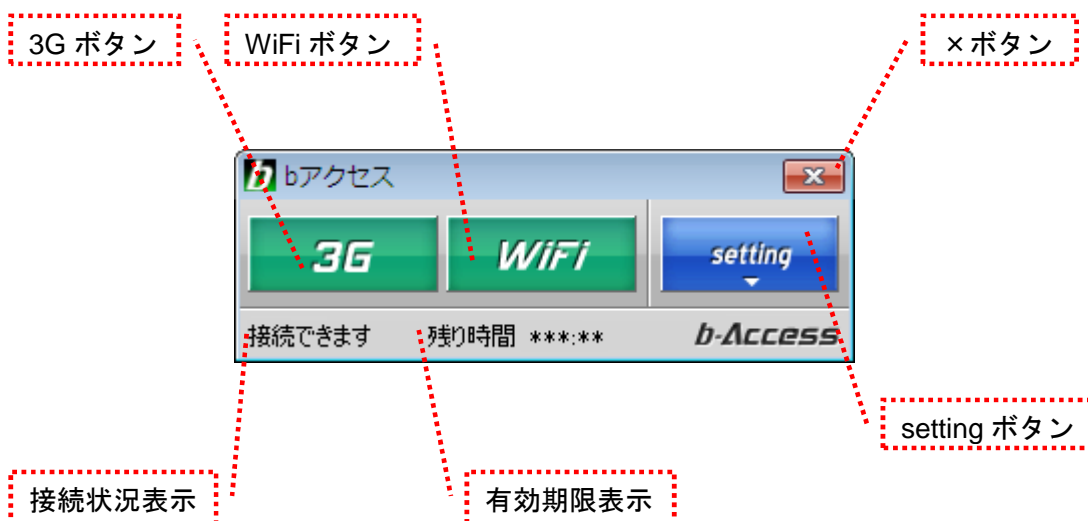 3G ボタン
WiFi ボタン
×ボタン
b bアクセス
3G
WiFi
setting
接続できます
残り時間 ***:**
b-Access
setting ボタン
接続状況表示
有効期限表示